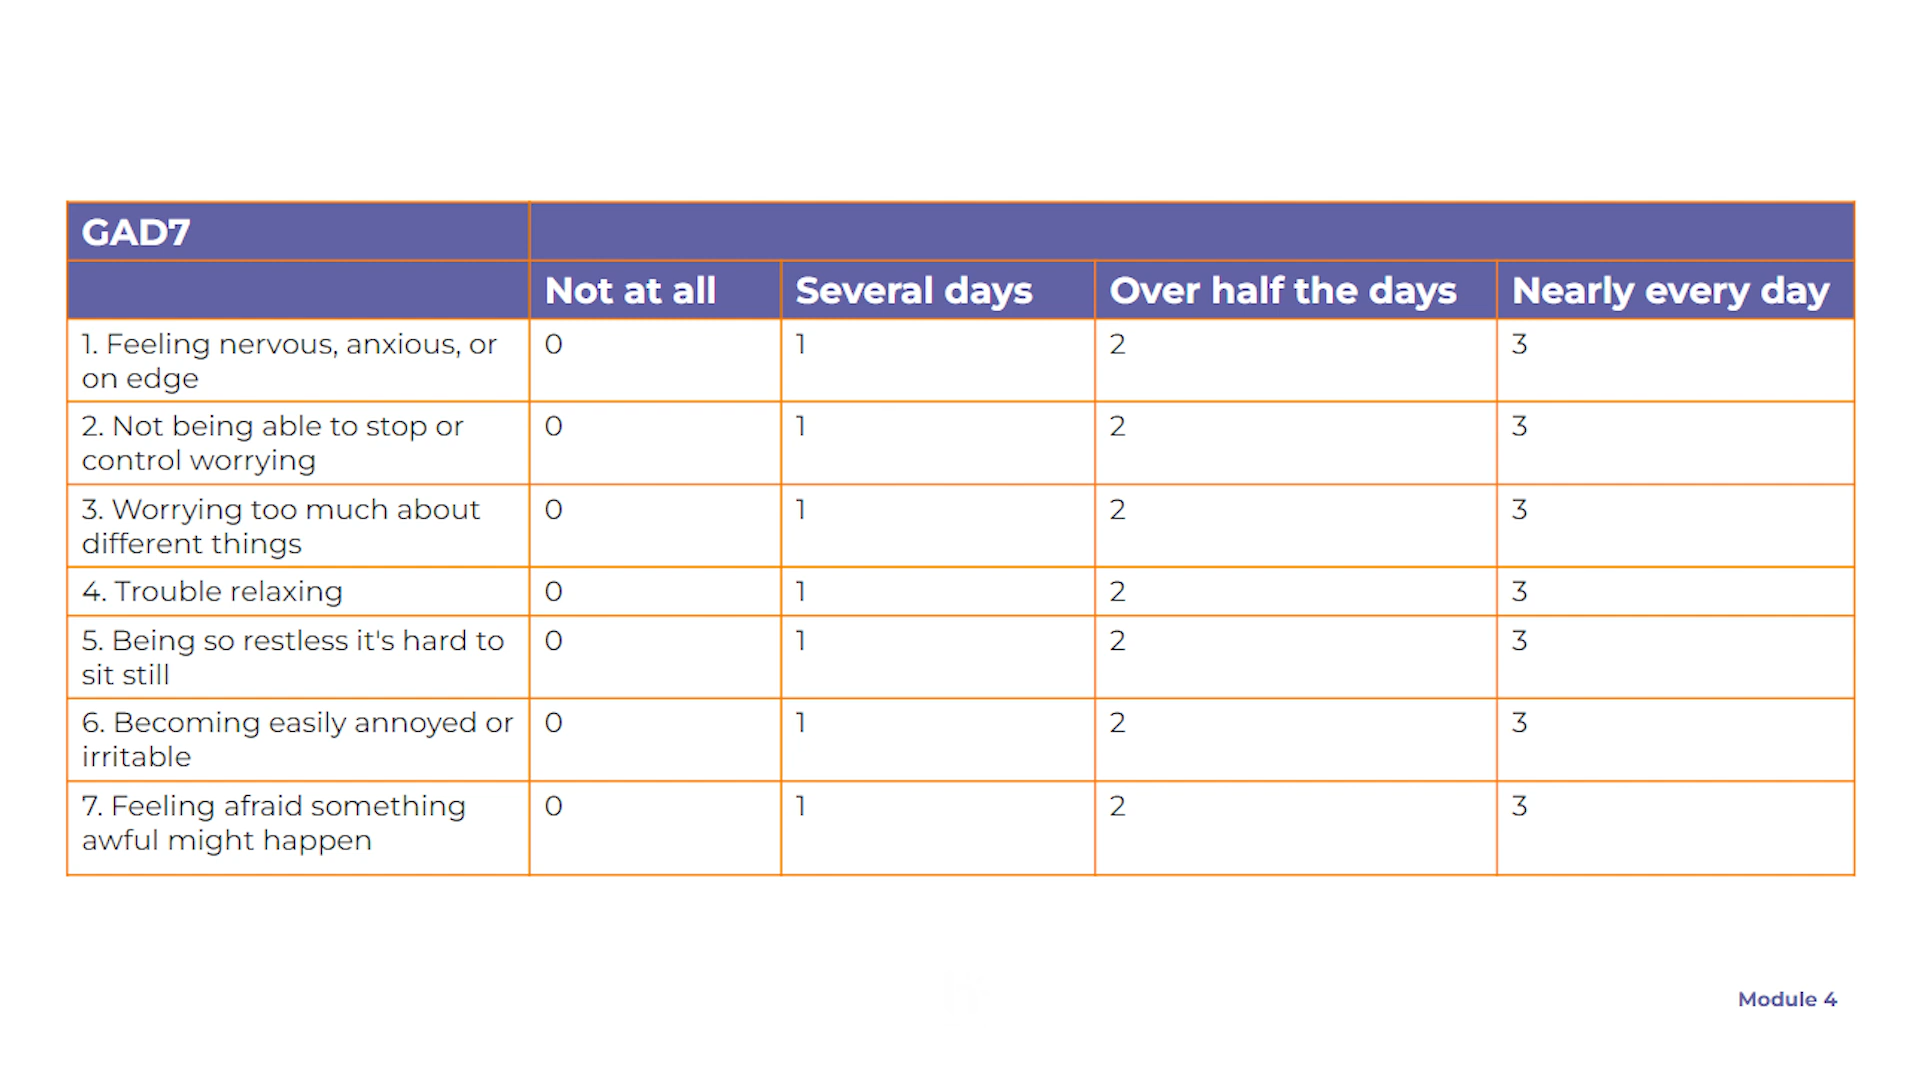 GAD7
Not at all Several days Over half the days Nearly every day
1. Feeling nervous, anxious, or 0 1 2 3
on edge
2. Not being able to stop or 0 1 2 3
control worrying
3. Worrying too much about 0 1 2 3
different things
4. Trouble relaxing 0 1 2 3
5. Being so restless it's hard to 0 1 2 3
sit still
6. Becoming easily annoyed or 0 1 2 3
irritable
7. Feeling afraid something 0 1 2 3
awful might happen
Module 4